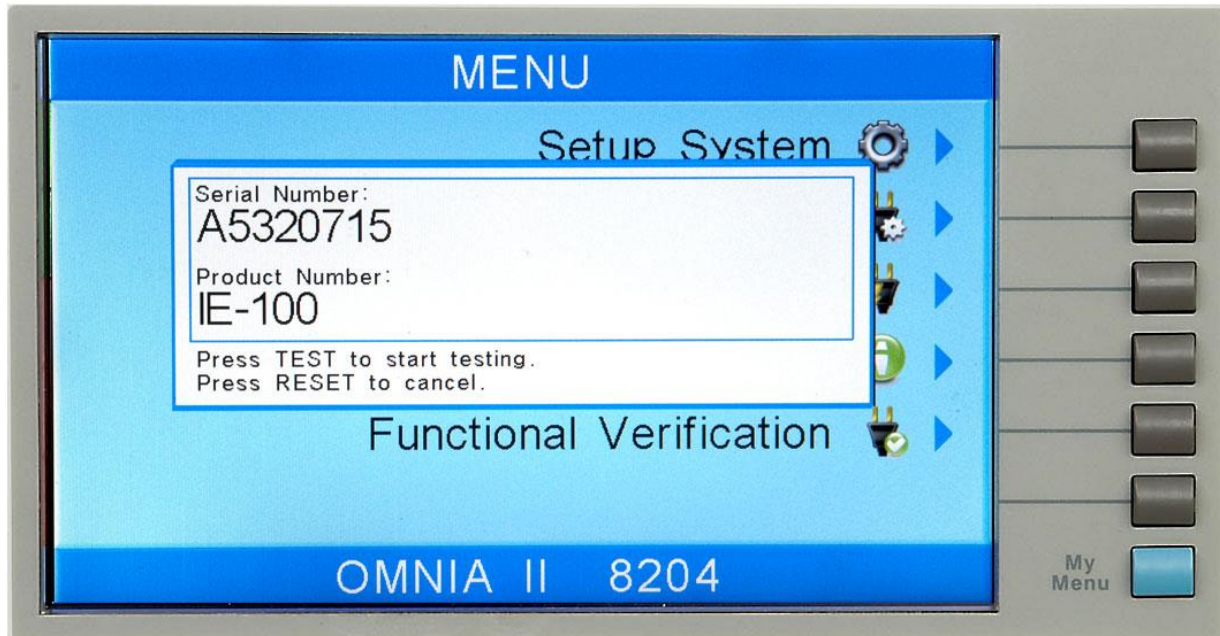 MENU
Setup System
Serial Number:
A5320715
Product Number:
IE-100
Press TEST to start testing.
Press RESET to cancel.
Functional Verification
OMNIA II 8204
My
Menu